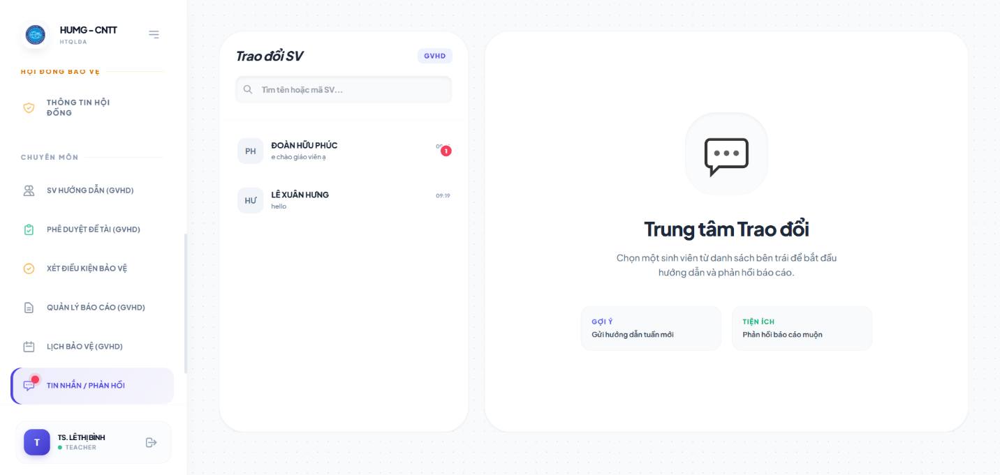 HUMG - CNTT
HTQLĐA
HỘI ĐỒNG BẢO VỆ
THÔNG TIN HỘI
ĐỒNG
CHUYÊN MÔN
SV HƯỚNG DẪN (GVHD)
PHÊ DUYỆT ĐỀ TÀI (GVHD)
XÉT ĐIỀU KIỆN BẢO VỆ
QUẢN LÝ BÁO CÁO (GVHD)
LỊCH BẢO VỆ (GVHD)
TIN NHẮN / PHẢN HỒI
T
TS. LÊ THỊ BÌNH
TEACHER
Trao đổi SV
GVHD
Tìm tên hoặc mã SV...
PH
ĐOÀN HỮU PHÚC
1
e chào giáo viên ạ
HƯ
LÊ XUÂN HƯNG
09:19
hello
Trung tâm Trao đổi
Chọn một sinh viên từ danh sách bên trái để bắt đầu
hướng dẫn và phản hồi báo cáo.
GỢI Ý
Gửi hướng dẫn tuần mới
TIỆN ÍCH
Phản hồi báo cáo muộn